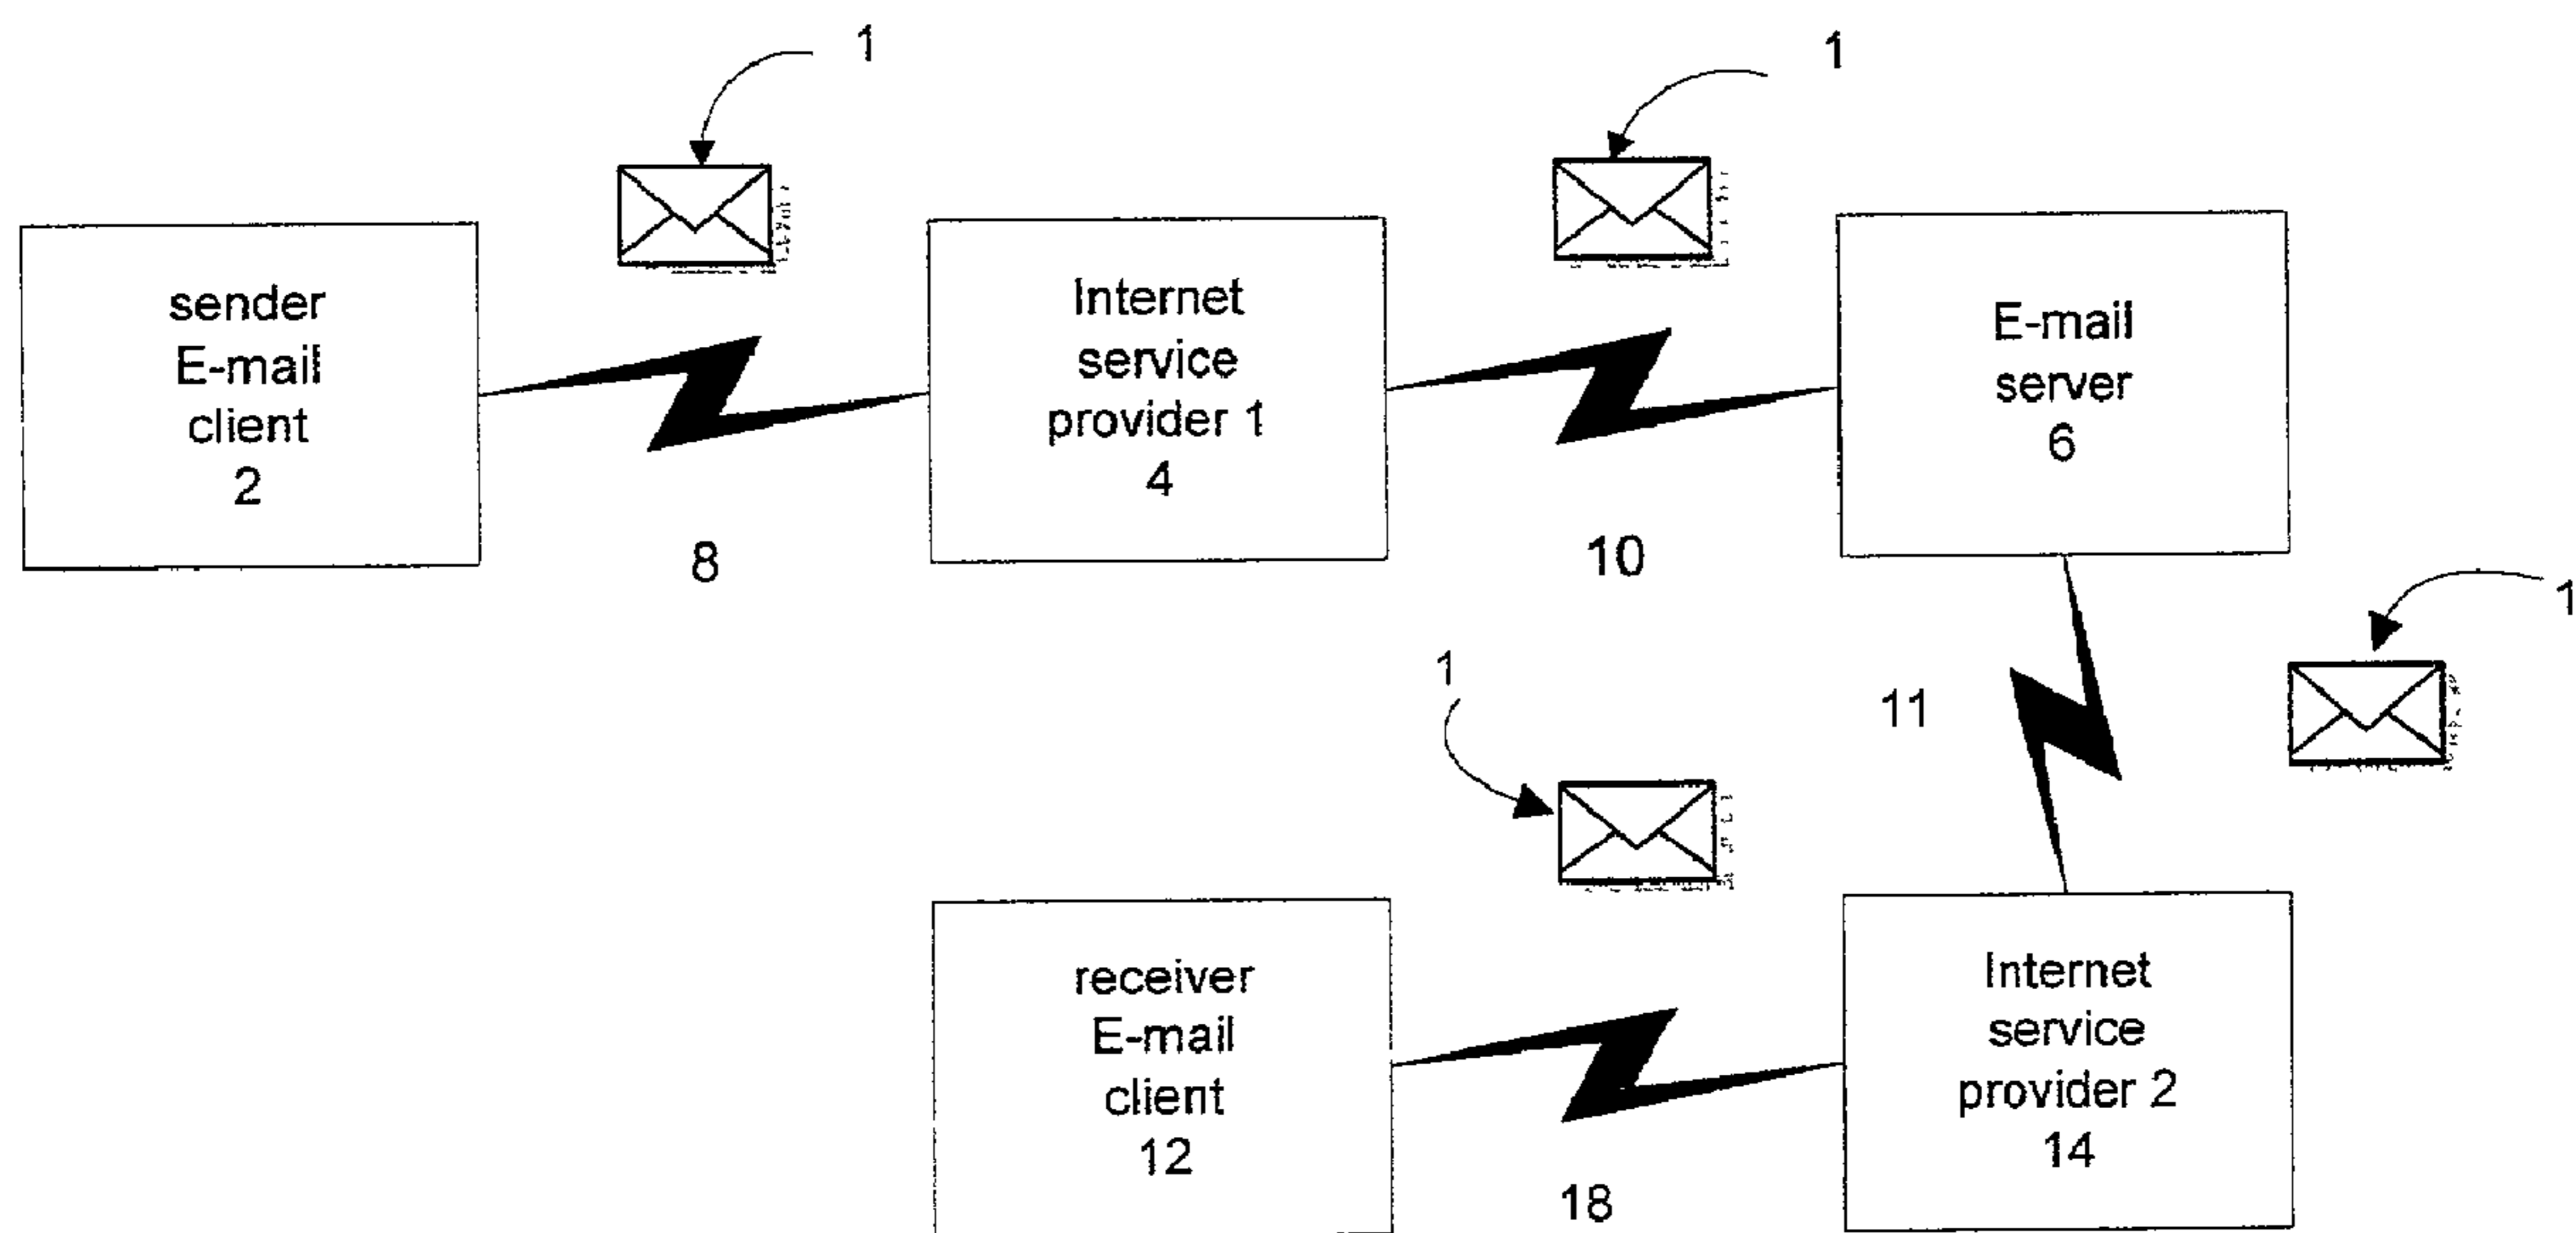 1
1
sender
E-mail
client
2
Internet
service
provider 1
4
E-mail
server
6
8
10
1
1
11
receiver
E-mail
client
12
Internet
service
provider 2
14
18